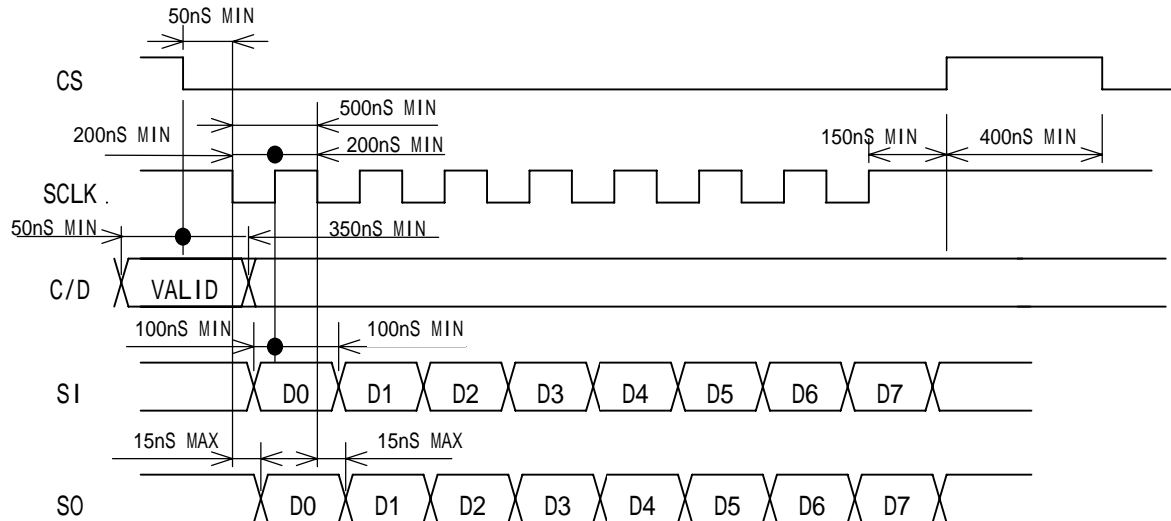 50nS MIN
CS
500nS MIN
200nS MIN
200nS MIN
150nS MIN
400nS MIN
SCLK
50nS MIN
350nS MIN
C/D
VALID
100nS MIN
100nS MIN
SI
D0
D1
D2
D3
D4
D5
D6
D7
15nS MAX
15nS MAX
SO
D0
D1
D2
D3
D4
D5
D6
D7